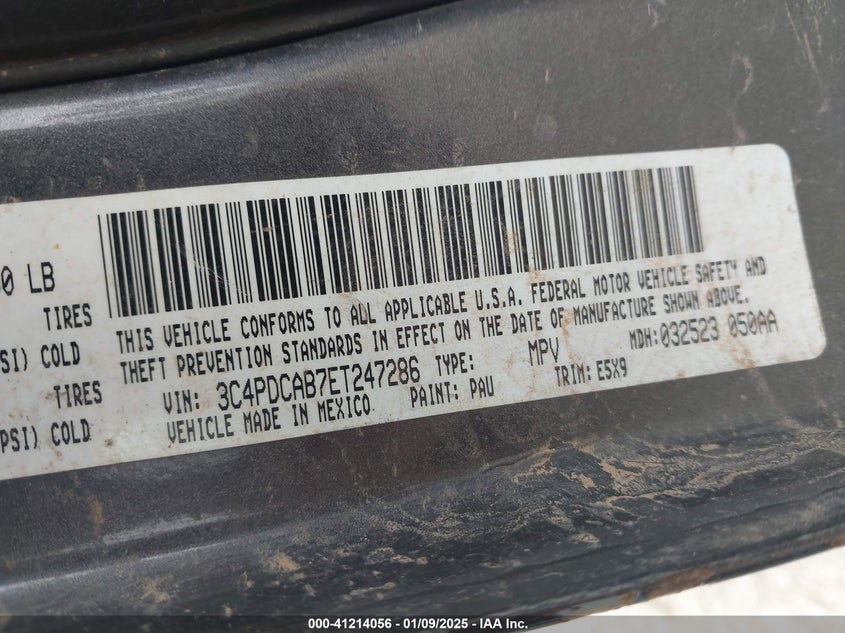 0 LB
TIRES
SI) COLD
TIRES
PSI) COLD
THIS VEHICLE CONFORMS TO ALL APPLICABLE U.S.A. FEDERAL MOTOR VEHICLE SAFETY AND
THEFT PREVENTION STANDARDS IN EFFECT ON THE DATE OF MANUFACTURE SHOWN ABOVE.
VIN: 3C4PDCAB7ET247286 TYPE: MPV MDH:032523 050AA
VEHICLE MADE IN MEXICO PAINT: PAU TRIM: E5X9
000-41214056 - 01/09/2025 - IAA Inc.